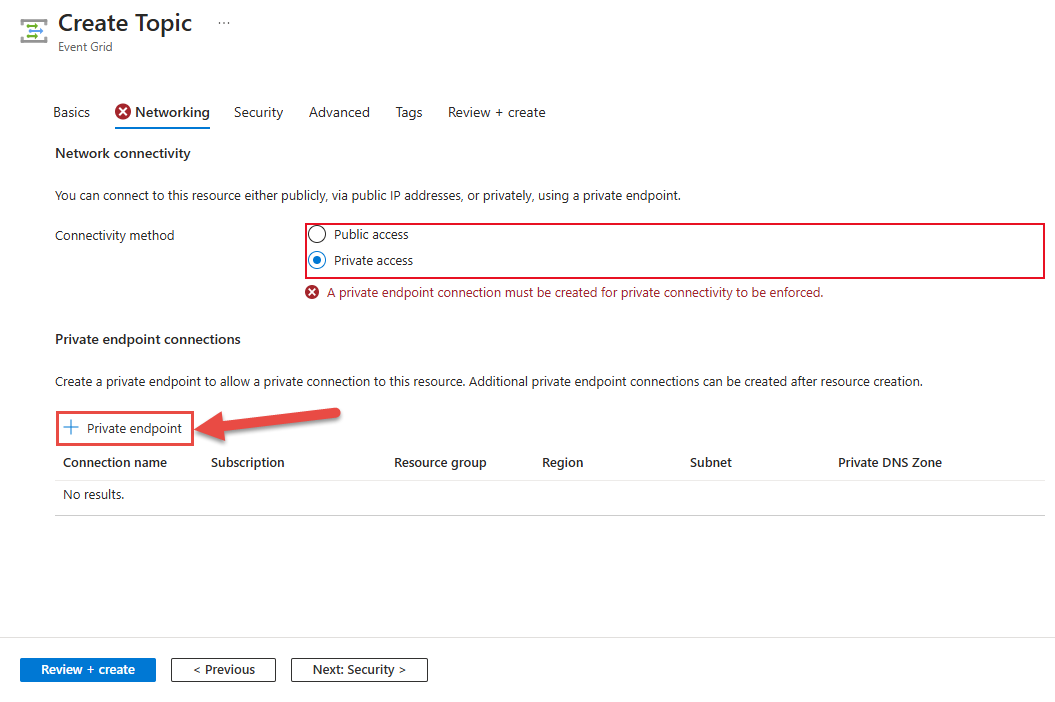 Create Topic ...
Event Grid
Basics Networking Security Advanced Tags Review + create
Network connectivity
You can connect to this resource either publicly, via public IP addresses, or privately, using a private endpoint.
Connectivity method
Public access
Private access
A private endpoint connection must be created for private connectivity to be enforced.
Private endpoint connections
Create a private endpoint to allow a private connection to this resource. Additional private endpoint connections can be created after resource creation.
+ Private endpoint
Connection name Subscription Resource group Region Subnet Private DNS Zone
No results.
Review + create < Previous Next: Security >